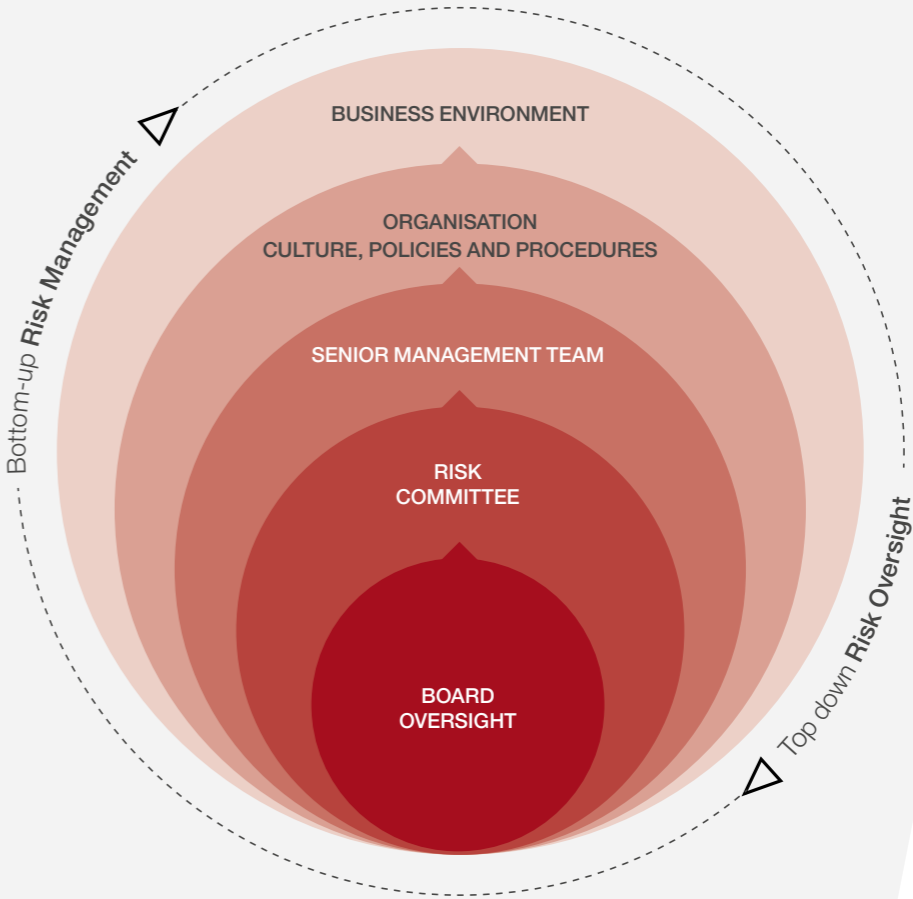 BUSINESS ENVIRONMENT
ORGANISATION
CULTURE, POLICIES AND PROCEDURES
SENIOR MANAGEMENT TEAM
RISK
COMMITTEE
BOARD
OVERSIGHT
Bottom-up Risk Management
Top down Risk Oversight